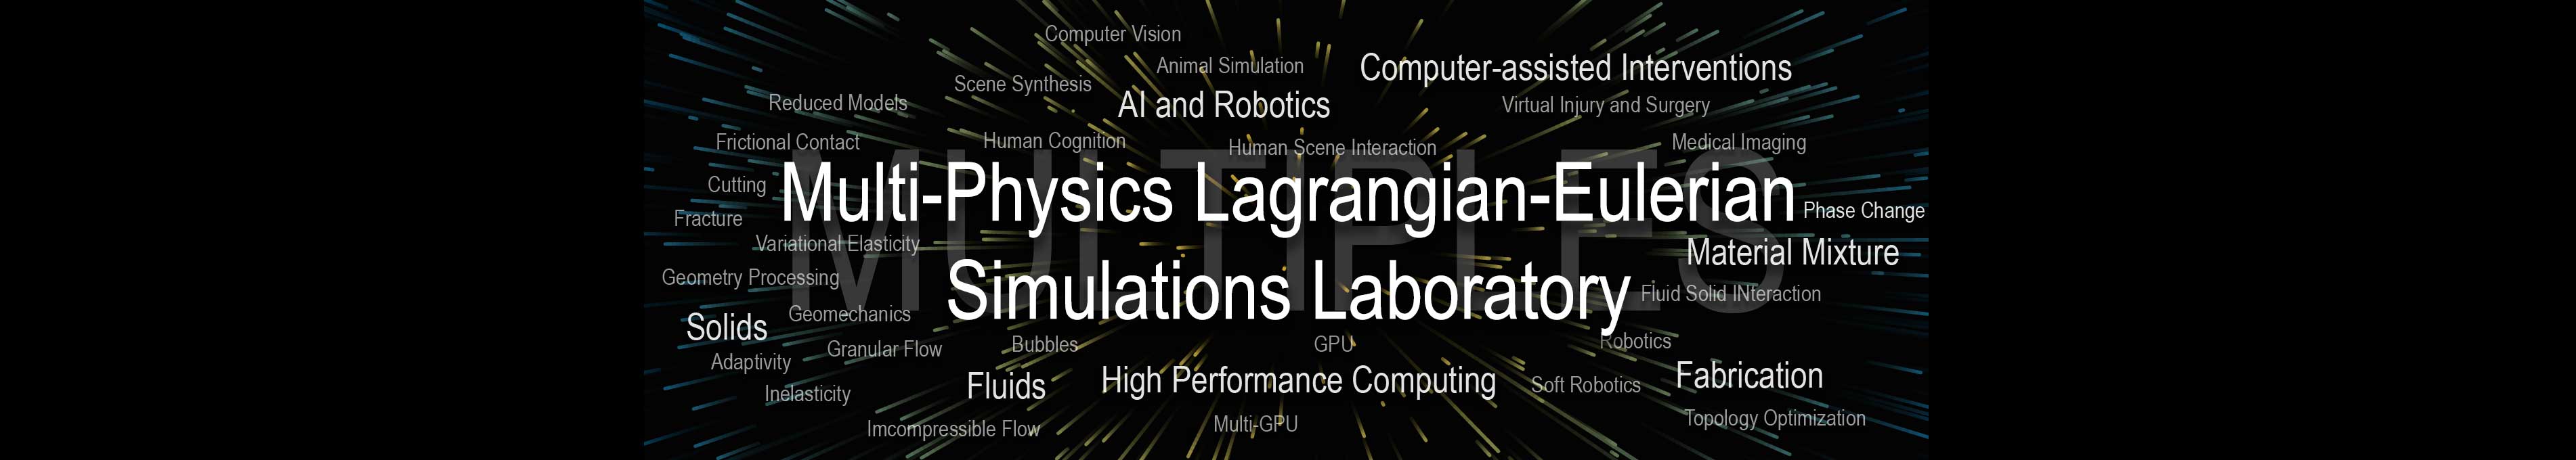 Computer Vision
Animal Simulation
Computer-assisted Interventions
Scene Synthesis
Reduced Models
AI and Robotics
Virtual Injury and Surgery
Frictional Contact
Human Cognition
Human Scene Interaction
Medical Imaging
MULTIPLES
Cutting
Multi-Physics Lagrangian-Eulerian
Phase Change
Fracture
Variational Elasticity
Material Mixture
Geometry Processing
Simulations Laboratory
Fluid Solid INteraction
Geomechanics
Solids
Granular Flow
Bubbles
GPU
Robotics
Adaptivity
Fluids
High Performance Computing
Soft Robotics
Fabrication
Inelasticity
Imcompressible Flow
Multi-GPU
Topology Optimization